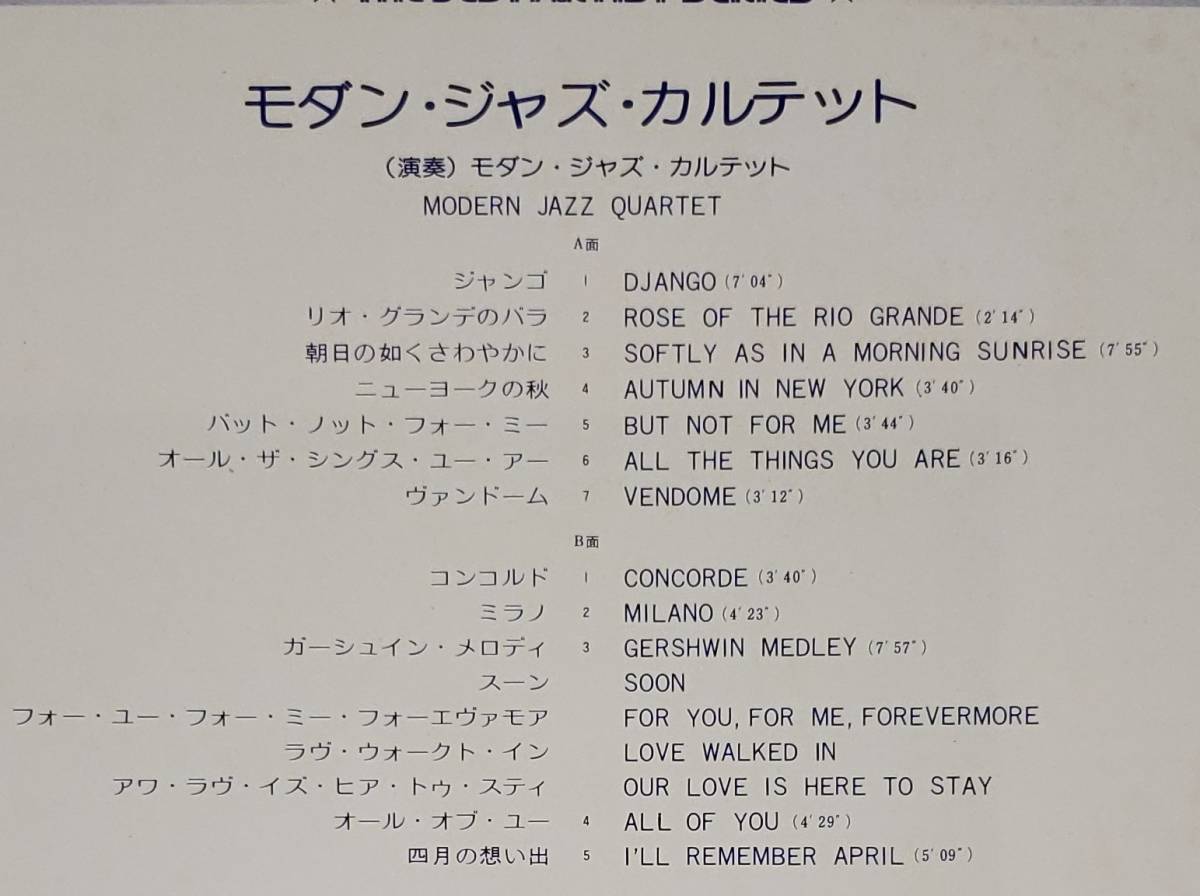 モダン・ジャズ・カルテット
（演奏）モダン・ジャズ・カルテット
MODERN JAZZ QUARTET
A面
ジャンゴ 1 DJANGO (7′04″)
リオ・グランデのバラ 2 ROSE OF THE RIO GRANDE (2′14″)
朝日の如くさわやかに 3 SOFTLY AS IN A MORNING SUNRISE (7′55″)
ニューヨークの秋 4 AUTUMN IN NEW YORK (3′40″)
バット・ノット・フォー・ミー 5 BUT NOT FOR ME (3′44″)
オール・ザ・シングス・ユー・アー 6 ALL THE THINGS YOU ARE (3′16″)
ヴァンドーム 7 VENDOME (3′12″)
B面
コンコルド 1 CONCORDE (3′40″)
ミラノ 2 MILANO (4′23″)
ガーシュイン・メロディ 3 GERSHWIN MEDLEY (7′57″)
スーン SOON
フォー・ユー・フォー・ミー・フォーエヴァモア FOR YOU, FOR ME, FOREVERMORE
ラヴ・ウォークト・イン LOVE WALKED IN
アワ・ラヴ・イズ・ヒア・トゥ・スティ OUR LOVE IS HERE TO STAY
オール・オブ・ユー 4 ALL OF YOU (4′29″)
四月の想い出 5 I'LL REMEMBER APRIL (5′09″)